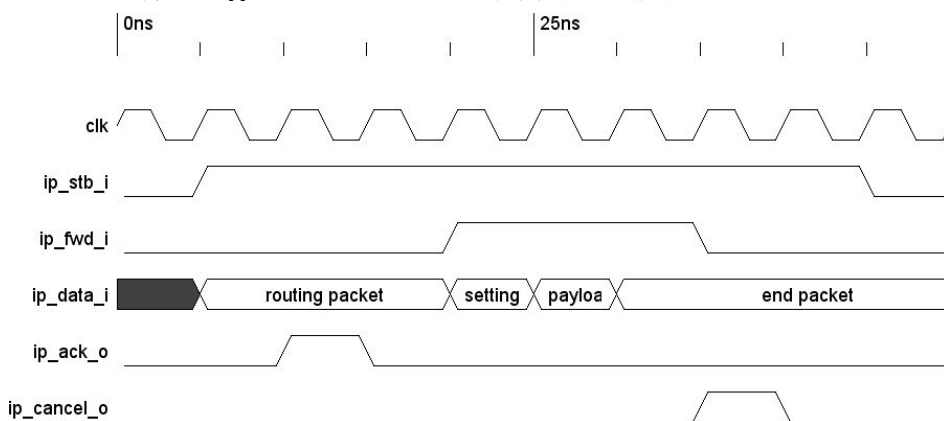 0ns 25ns
clk
ip_stb_i
ip_fwd_i
ip_data_i routing packet setting payloa end packet
ip_ack_o
ip_cancel_o